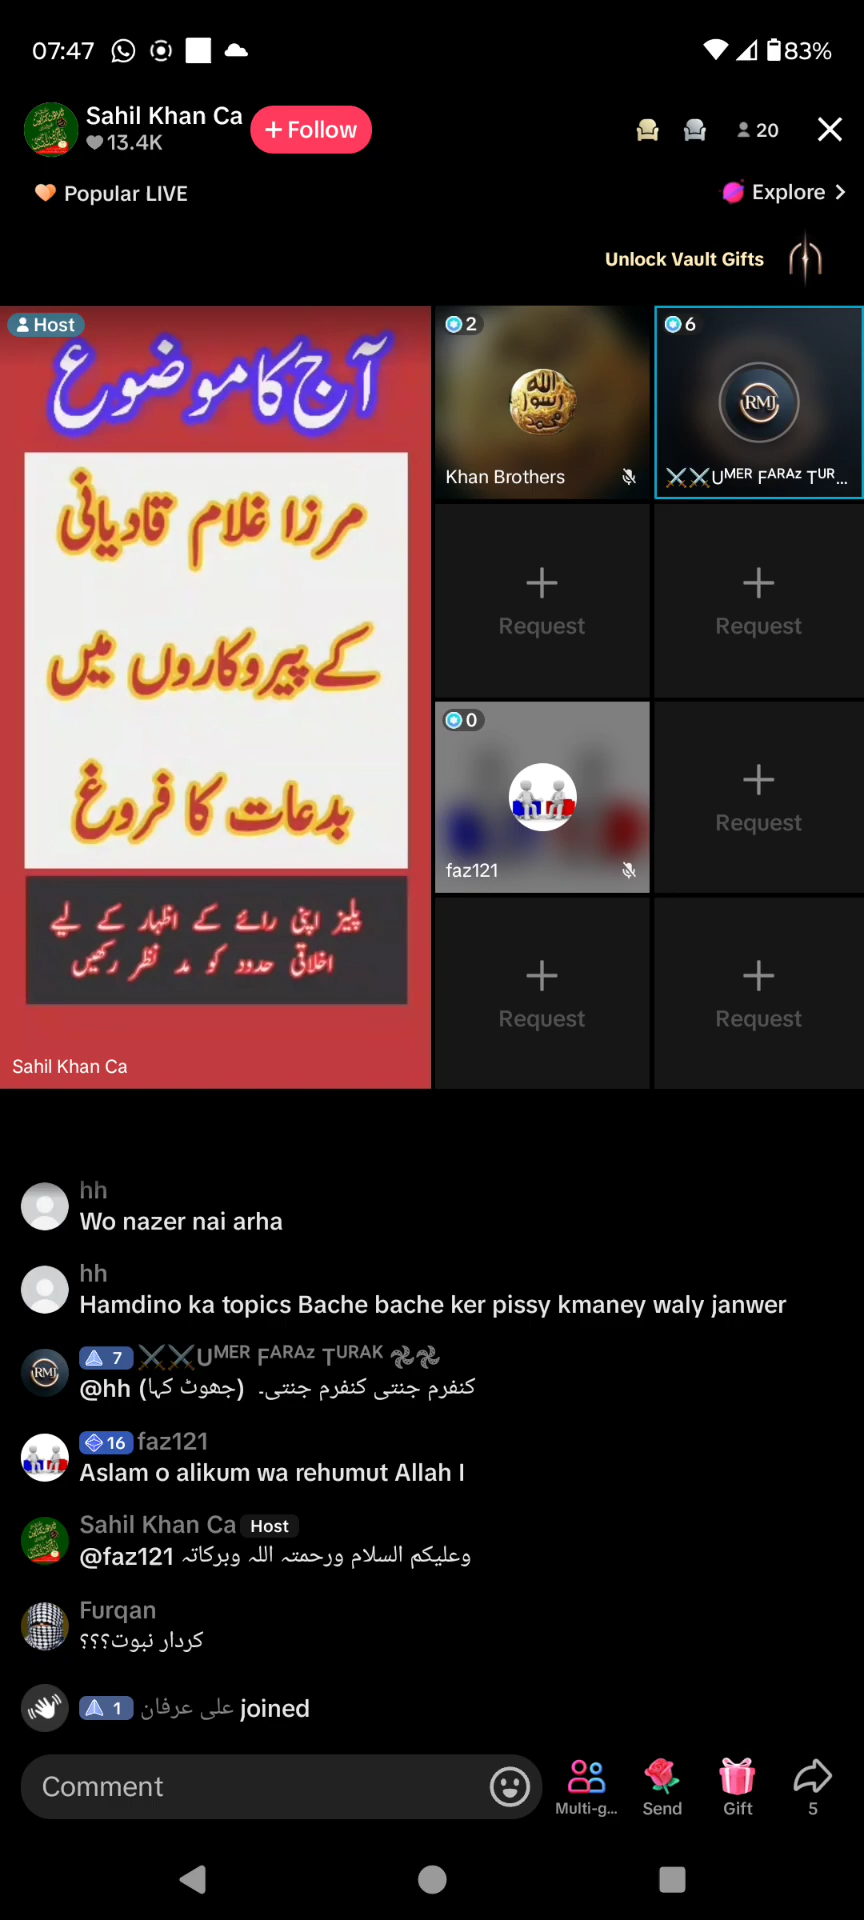 07:47
83%
Sahil Khan Ca
13.4K
+ Follow
20
Popular LIVE
Explore >
Unlock Vault Gifts
Host
آج کا موضوع
مرزا غلام قادیانی
کے پیروکاروں میں
بدعات کا فروغ
پلیز اپنی رائے کے اظہار کے لیے
اخلاقی حدود کو مد نظر رکھیں
Sahil Khan Ca
2
الله
رسول
محمد
Khan Brothers
6
RMJ
⚔️⚔️Uᴹᴱᴿ Fᴬᴿᴬᶻ Tᵁᴿ...
Request
Request
0
faz121
Request
Request
Request
hh
Wo nazer nai arha
hh
Hamdino ka topics Bache bache ker pissy kmaney waly janwer
7 ⚔️⚔️Uᴹᴱᴿ Fᴬᴿᴬᶻ Tᵁᴿᴬᴷ
@hh (جھوٹ کہا) کنفرم جنتی کنفرم جنتی۔
16 faz121
Aslam o alikum wa rehumut Allah I
Sahil Khan Ca Host
@faz121 وعلیکم السلام ورحمتہ اللہ وبرکاتہ
Furqan
کردار نبوت؟؟؟
1 علی عرفان joined
Comment
Multi-g...
Send
Gift
5